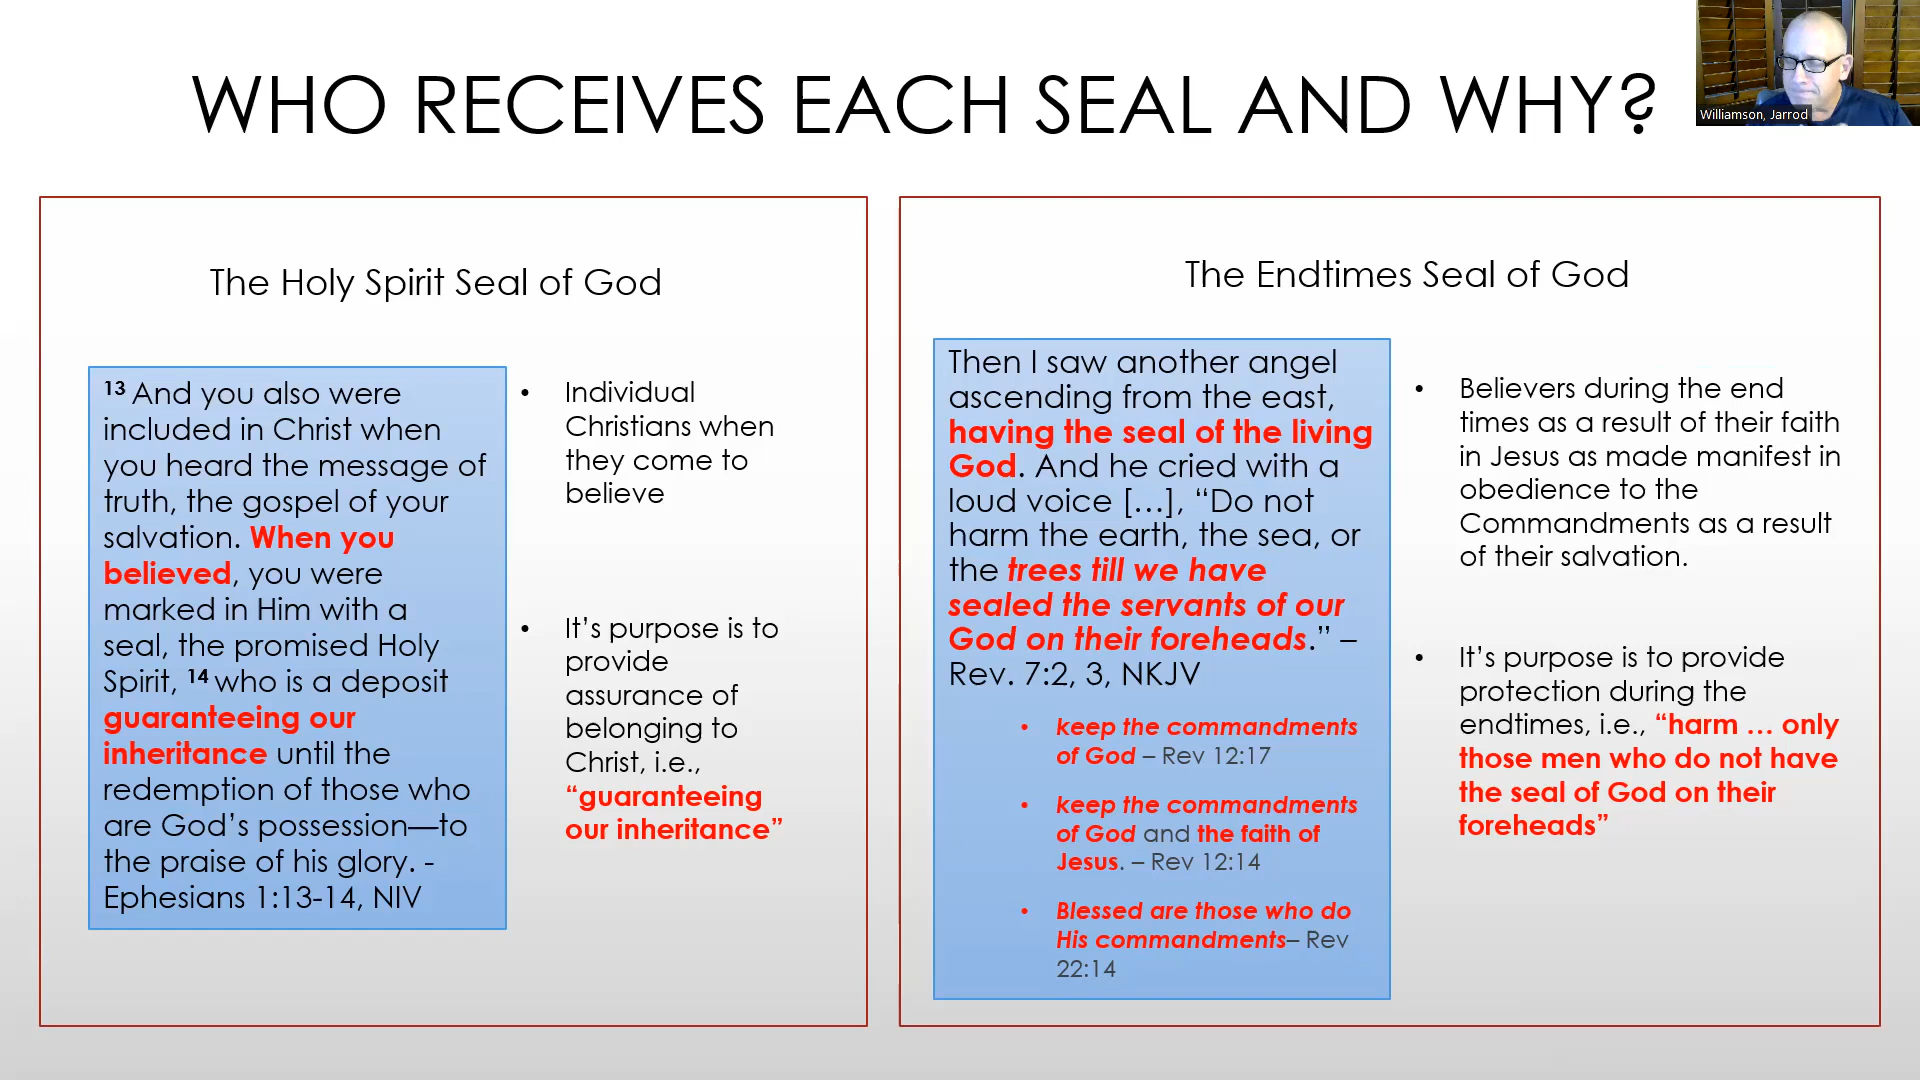 WHO RECEIVES EACH SEAL AND WHY?
Williamson, Jarrod
The Holy Spirit Seal of God
13 And you also were
included in Christ when
you heard the message of
truth, the gospel of your
salvation. When you
believed, you were
marked in Him with a
seal, the promised Holy
Spirit, 14 who is a deposit
guaranteeing our
inheritance until the
redemption of those who
are God’s possession—to
the praise of his glory. -
Ephesians 1:13-14, NIV
• Individual
Christians when
they come to
believe
• It’s purpose is to
provide
assurance of
belonging to
Christ, i.e.,
“guaranteeing
our inheritance”
The Endtimes Seal of God
Then I saw another angel
ascending from the east,
having the seal of the living
God. And he cried with a
loud voice […], “Do not
harm the earth, the sea, or
the trees till we have
sealed the servants of our
God on their foreheads.” –
Rev. 7:2, 3, NKJV
• keep the commandments
of God – Rev 12:17
• keep the commandments
of God and the faith of
Jesus. – Rev 12:14
• Blessed are those who do
His commandments– Rev
22:14
• Believers during the end
times as a result of their faith
in Jesus as made manifest in
obedience to the
Commandments as a result
of their salvation.
• It’s purpose is to provide
protection during the
endtimes, i.e., “harm … only
those men who do not have
the seal of God on their
foreheads”